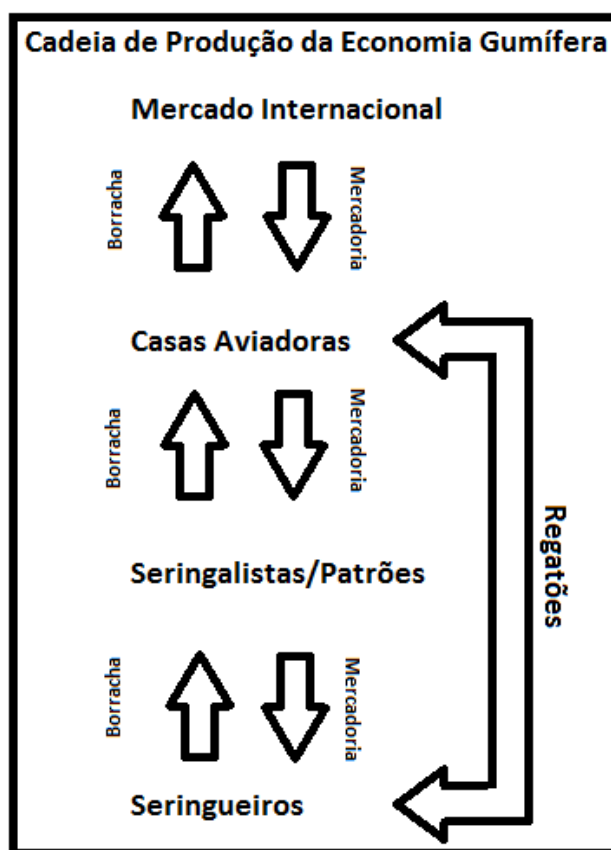 Cadeia de Produção da Economia Gumífera
Mercado Internacional
Borracha
Mercadoria
Casas Aviadoras
Borracha
Mercadoria
Regatões
Seringalistas/Patrões
Borracha
Mercadoria
Seringueiros